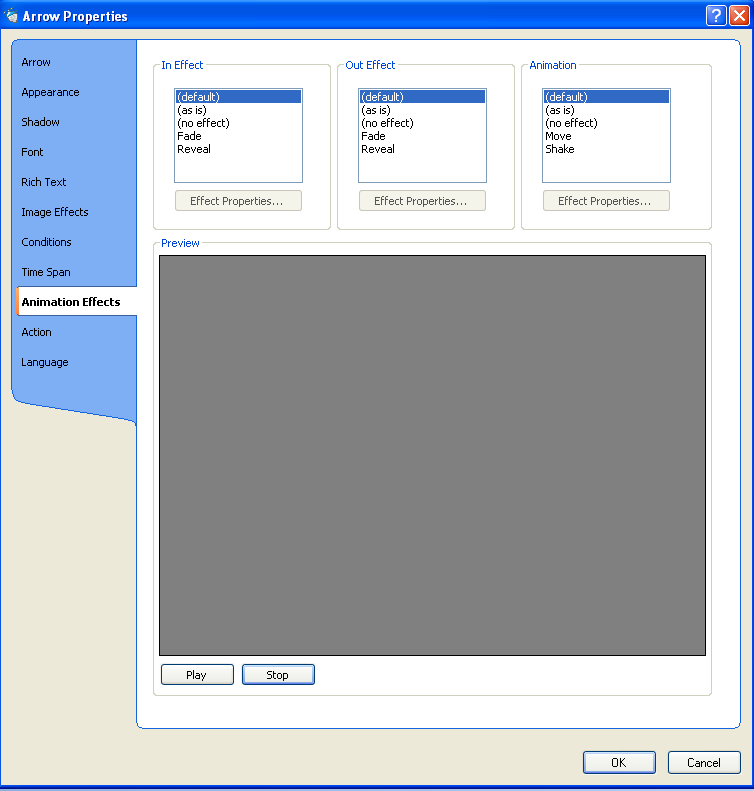 Arrow Properties
Arrow
Appearance
Shadow
Font
Rich Text
Image Effects
Conditions
Time Span
Animation Effects
Action
Language
In Effect
(default)
(as is)
(no effect)
Fade
Reveal
Effect Properties...
Out Effect
(default)
(as is)
(no effect)
Fade
Reveal
Effect Properties...
Animation
(default)
(as is)
(no effect)
Move
Shake
Effect Properties...
Preview
Play
Stop
OK
Cancel